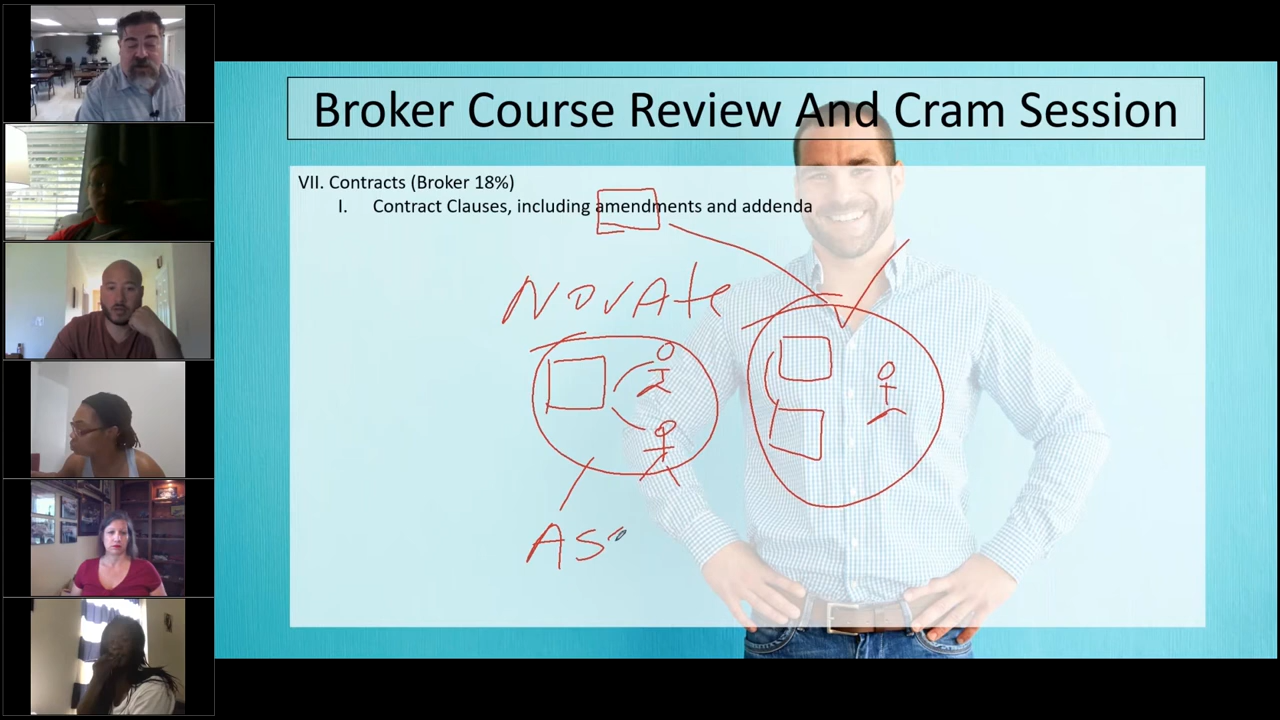 Broker Course Review And Cram Session
VII. Contracts (Broker 18%)
I. Contract Clauses, including amendments and addenda
NovAte
AS